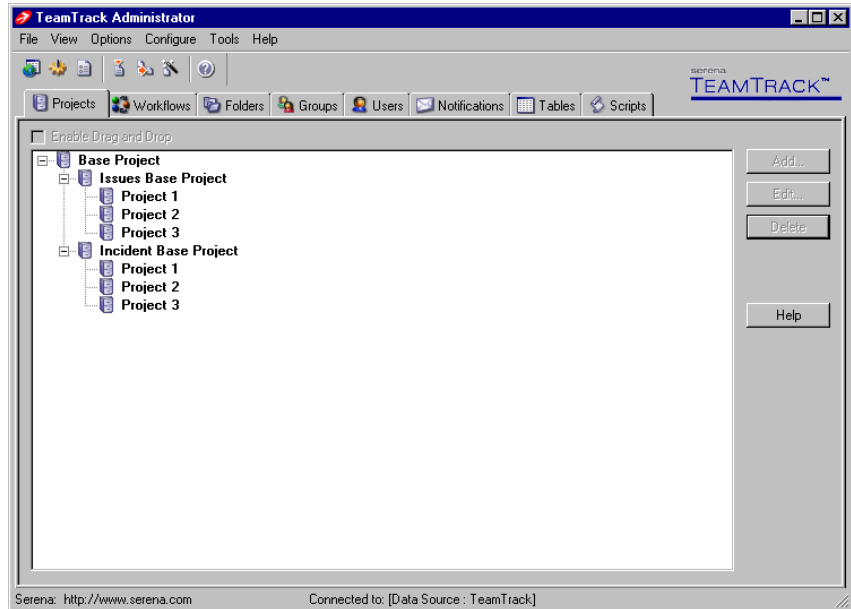 TeamTrack Administrator
File View Options Configure Tools Help
serena
TEAMTRACK™
Projects Workflows Folders Groups Users Notifications Tables Scripts
Enable Drag and Drop
Base Project
Issues Base Project
Project 1
Project 2
Project 3
Incident Base Project
Project 1
Project 2
Project 3
Add...
Edit...
Delete
Help
Serena: http://www.serena.com Connected to: [Data Source : TeamTrack]